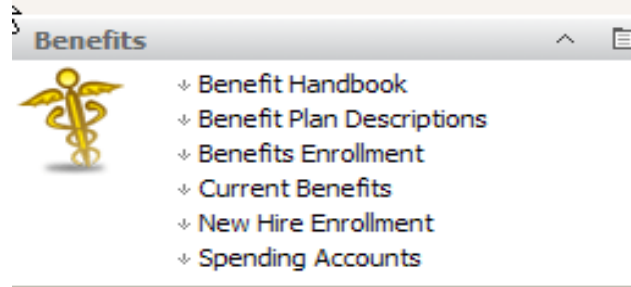 Benefits
Benefit Handbook
Benefit Plan Descriptions
Benefits Enrollment
Current Benefits
New Hire Enrollment
Spending Accounts